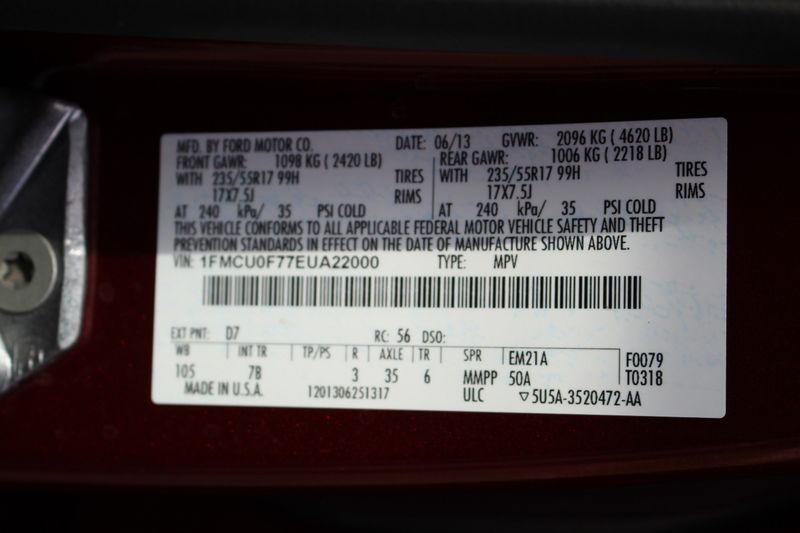 MFD. BY FORD MOTOR CO. DATE: 06/13 GVWR: 2096 KG ( 4620 LB)
FRONT GAWR: 1098 KG ( 2420 LB) REAR GAWR: 1006 KG ( 2218 LB)
WITH 235/55R17 99H TIRES WITH 235/55R17 99H TIRES
17X7.5J RIMS 17X7.5J RIMS
AT 240 kPa/ 35 PSI COLD AT 240 kPa/ 35 PSI COLD
THIS VEHICLE CONFORMS TO ALL APPLICABLE FEDERAL MOTOR VEHICLE SAFETY AND THEFT
PREVENTION STANDARDS IN EFFECT ON THE DATE OF MANUFACTURE SHOWN ABOVE.
VIN: 1FMCU0F77EUA22000 TYPE: MPV
EXT PNT: D7 RC: 56 DSO:
WB INT TR TP/PS R AXLE TR SPR EM21A F0079
105 7B 3 35 6 MMPP 50A T0318
MADE IN U.S.A. 1201306251317 ULC ▽5U5A-3520472-AA